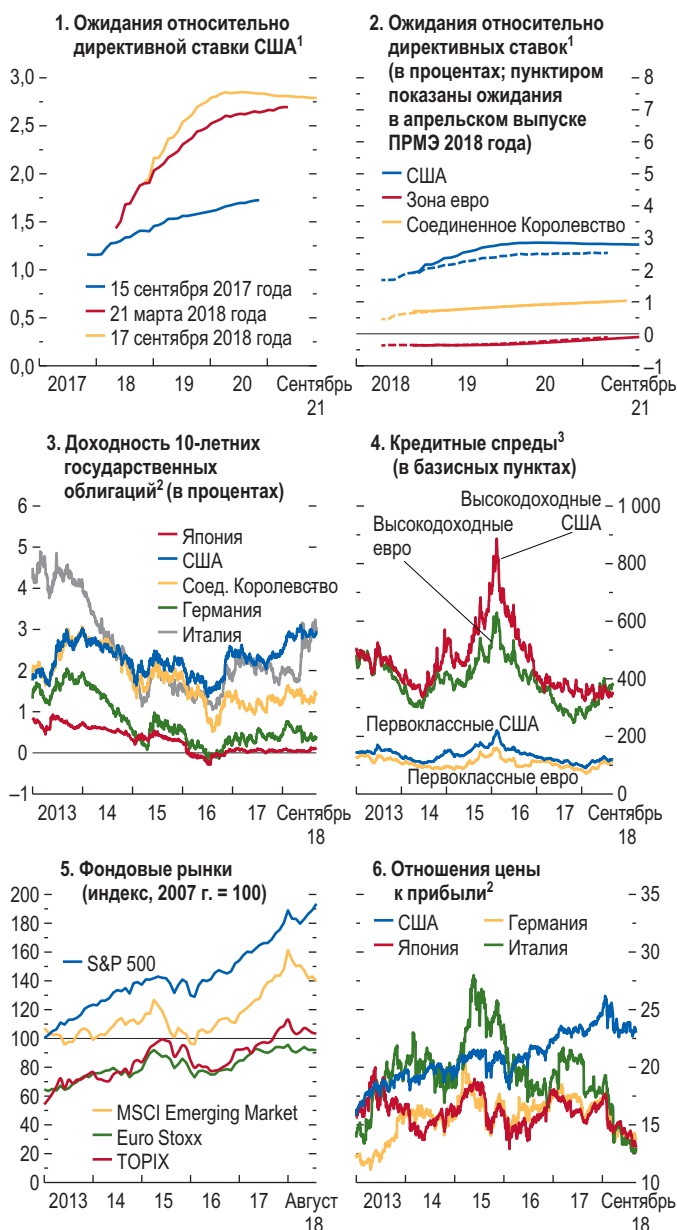 1. Ожидания относительно
директивной ставки США1
3,0
2,5
2,0
1,5
1,0
0,5
0,0
15 сентября 2017 года
21 марта 2018 года
17 сентября 2018 года
2017 18 19 20 Сентябрь
21
2. Ожидания относительно
директивных ставок1
(в процентах; пунктиром
показаны ожидания
в апрельском выпуске
ПРМЭ 2018 года)
США
Зона евро
Соединенное Королевство
8
7
6
5
4
3
2
1
0
–1
2018 19 20 Сентябрь
21
3. Доходность 10-летних
государственных
облигаций2 (в процентах)
6
5
4
3
2
1
0
–1
Япония
США
Соед. Королевство
Германия
Италия
2013 14 15 16 17 Сентябрь
18
4. Кредитные спреды3
(в базисных пунктах)
Высокодоходные
США
Высокодоходные
евро
Первоклассные США
Первоклассные евро
1 000
800
600
400
200
0
2013 14 15 16 17 Сентябрь
18
5. Фондовые рынки
(индекс, 2007 г. = 100)
200
180
160
140
120
100
80
60
40
20
0
S&P 500
MSCI Emerging Market
Euro Stoxx
TOPIX
2013 14 15 16 17 Август
18
6. Отношения цены
к прибыли2
США Германия
Япония Италия
35
30
25
20
15
10
2013 14 15 16 17 Сентябрь
18